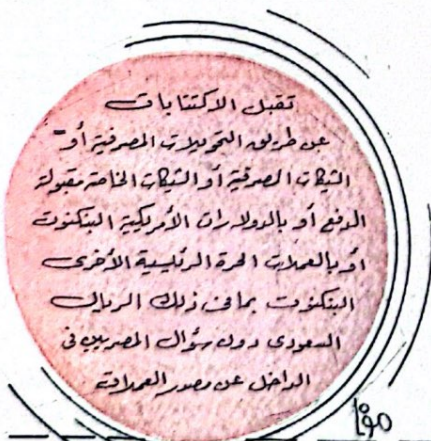 تقبل الاكتتابات
عن طريق التحويلات المصرفية أو
الشيكات المصرفية أو الشيكات الخاصة مقبولة
الدفع أو بالدولارات الأمريكية البنكنوت
أو بالعملات الحرة الرئيسية الأخرى
البنكنوت بما فى ذلك الريال
السعودى دون سؤال المصريين فى
الداخل عن مصدر العملات